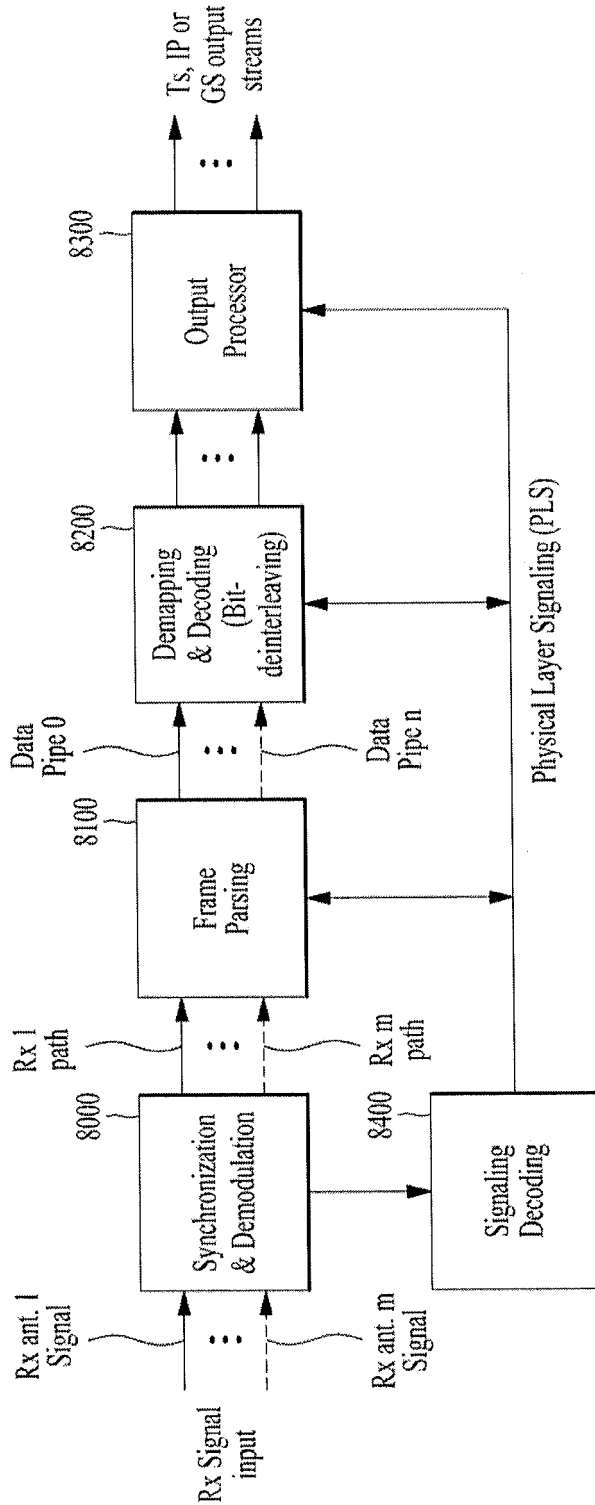 Rx Signal
input
Rx ant. 1
Signal
Rx ant. m
Signal
8000
Synchronization
& Demodulation
Rx 1
path
Rx m
path
8100
Frame
Parsing
Data
Pipe 0
Data
Pipe n
8200
Demapping
& Decoding
(Bit-
deinterleaving)
8300
Output
Processor
Ts, IP or
GS output
streams
8400
Signaling
Decoding
Physical Layer Signaling (PLS)